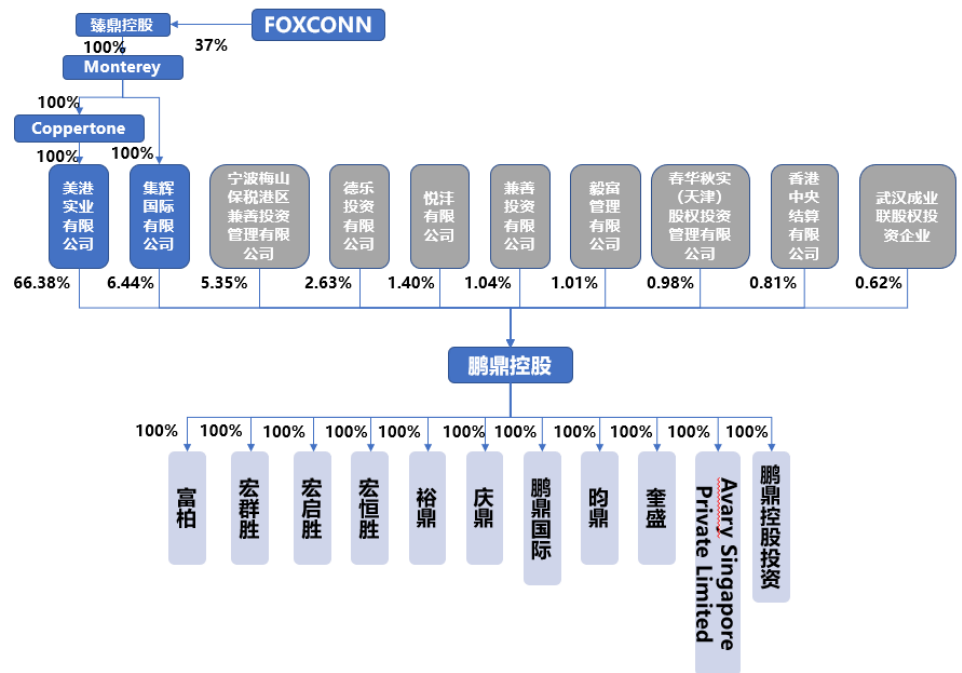 臻鼎控股
FOXCONN
100%
37%
Monterey
100%
Coppertone
100%
100%
美港
实业
有限
公司
集辉
国际
有限
公司
宁波梅山
保税港区
兼善投资
管理有限
公司
德乐
投资
有限
公司
悦沣
有限
公司
兼善
投资
有限
公司
毅富
管理
有限
公司
春华秋实
(天津)
股权投资
管理有限
公司
香港
中央
结算
有限
公司
武汉成业
联股权投
资企业
66.38%
6.44%
5.35%
2.63%
1.40%
1.04%
1.01%
0.98%
0.81%
0.62%
鹏鼎控股
100%
100%
100%
100%
100%
100%
100%
100%
100%
100%
100%
富柏
宏群胜
宏启胜
宏恒胜
裕鼎
庆鼎
鹏鼎国际
昀鼎
奎盛
Avary Singapore
Private Limited
鹏鼎控股投资